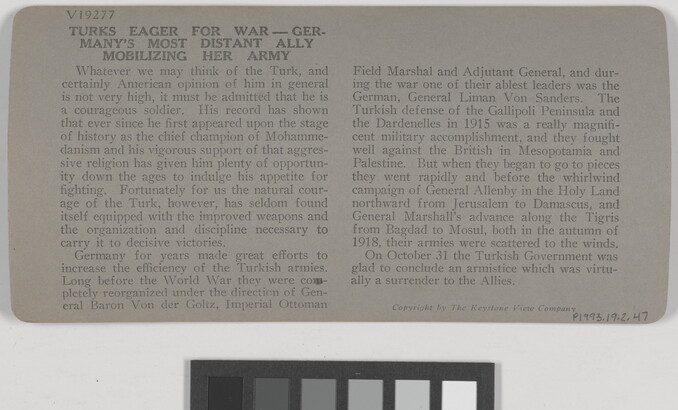 V19277
TURKS EAGER FOR WAR — GER-
MANY'S MOST DISTANT ALLY
MOBILIZING HER ARMY
Whatever we may think of the Turk, and
certainly American opinion of him in general
is not very high, it must be admitted that he is
a courageous soldier. His record has shown
that ever since he first appeared upon the stage
of history as the chief champion of Mohamme-
danism and his vigorous support of that aggres-
sive religion has given him plenty of opportun-
ity down the ages to indulge his appetite for
fighting. Fortunately for us the natural cour-
age of the Turk, however, has seldom found
itself equipped with the improved weapons and
the organization and discipline necessary to
carry it to decisive victories.
Germany for years made great efforts to
increase the efficiency of the Turkish armies.
Long before the World War they were com-
pletely reorganized under the direction of Gen-
eral Baron Von der Goltz, Imperial Ottoman
Field Marshal and Adjutant General, and dur-
ing the war one of their ablest leaders was the
German, General Liman Von Sanders. The
Turkish defense of the Gallipoli Peninsula and
the Dardenelles in 1915 was a really magnifi-
cent military accomplishment, and they fought
well against the British in Mesopotamia and
Palestine. But when they began to go to pieces
they went rapidly and before the whirlwind
campaign of General Allenby in the Holy Land
northward from Jerusalem to Damascus, and
General Marshall's advance along the Tigris
from Bagdad to Mosul, both in the autumn of
1918, their armies were scattered to the winds.
On October 31 the Turkish Government was
glad to conclude an armistice which was virtu-
ally a surrender to the Allies.
Copyright by The Keystone View Company
P1993.19.2.47